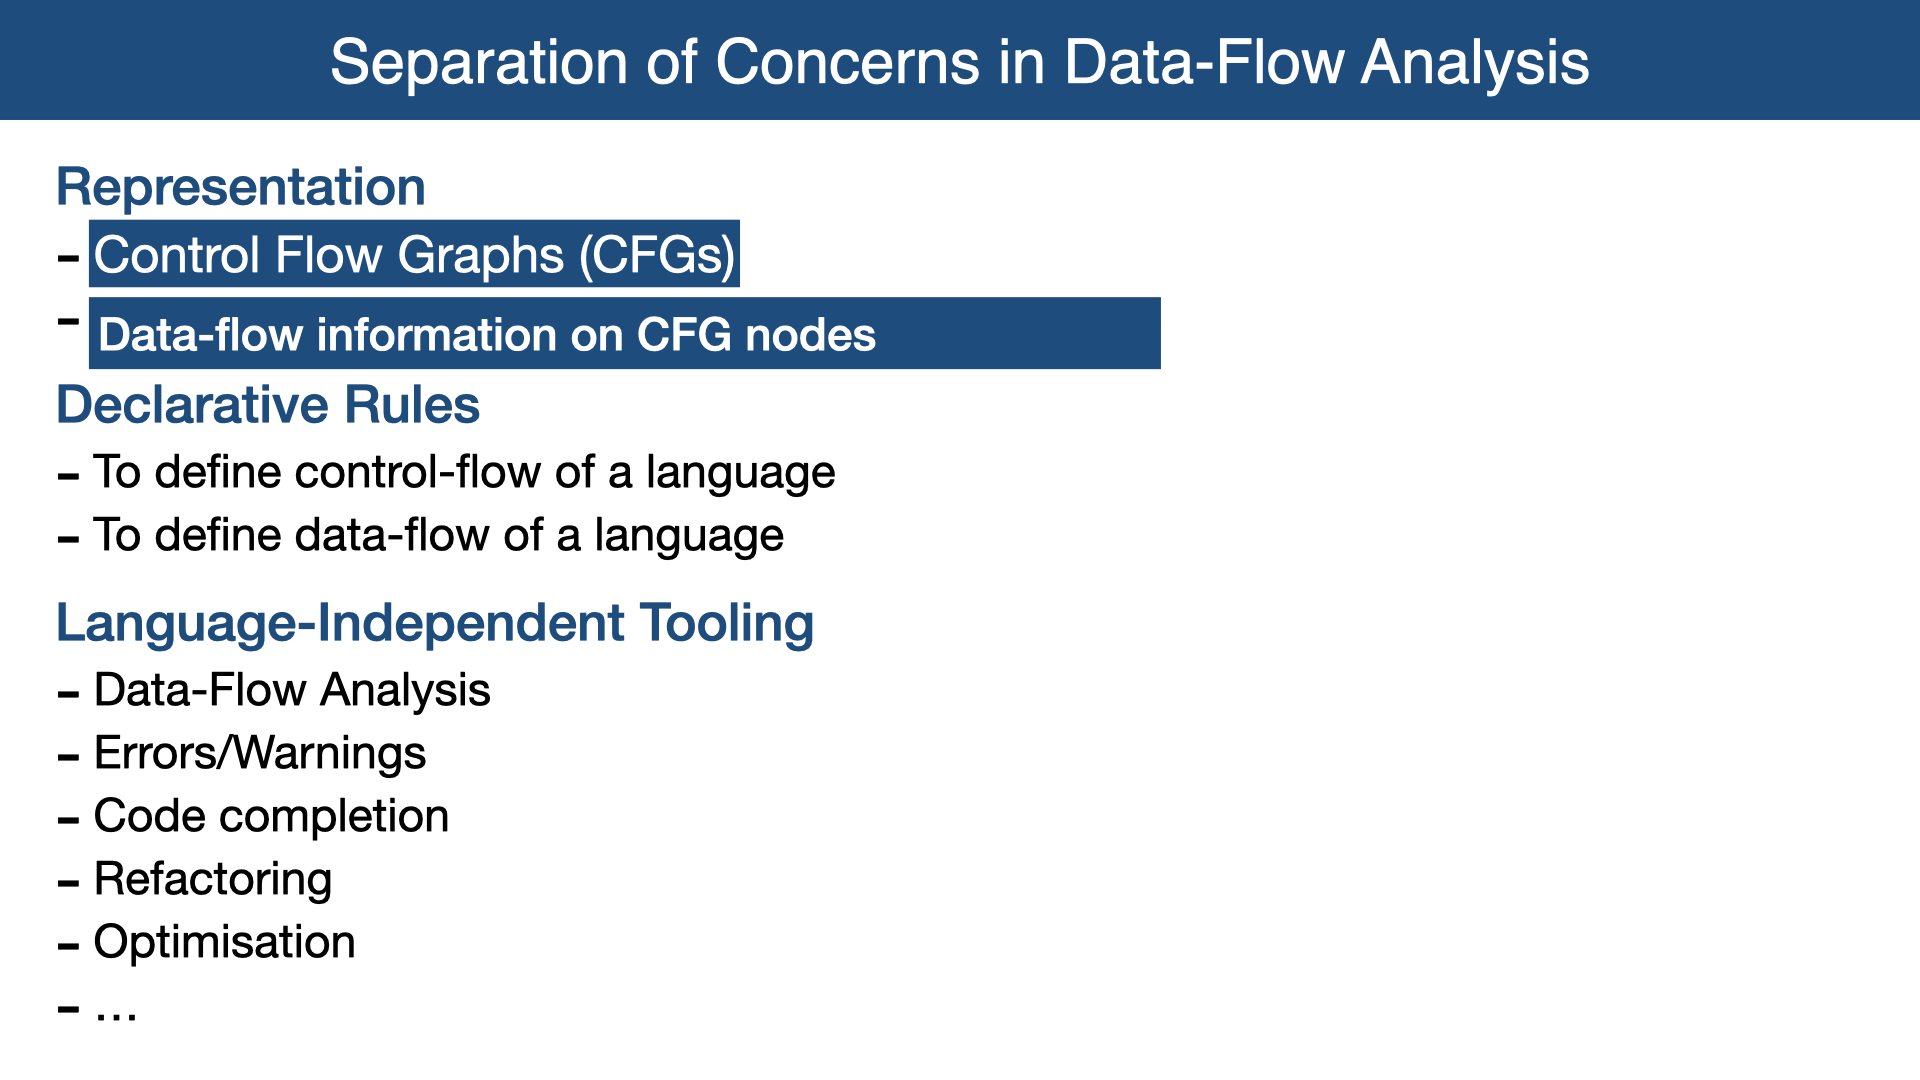 Separation of Concerns in Data-Flow Analysis
Representation
- Control Flow Graphs (CFGs)
- Data-flow information on CFG nodes
Declarative Rules
- To define control-flow of a language
- To define data-flow of a language
Language-Independent Tooling
- Data-Flow Analysis
- Errors/Warnings
- Code completion
- Refactoring
- Optimisation
- …